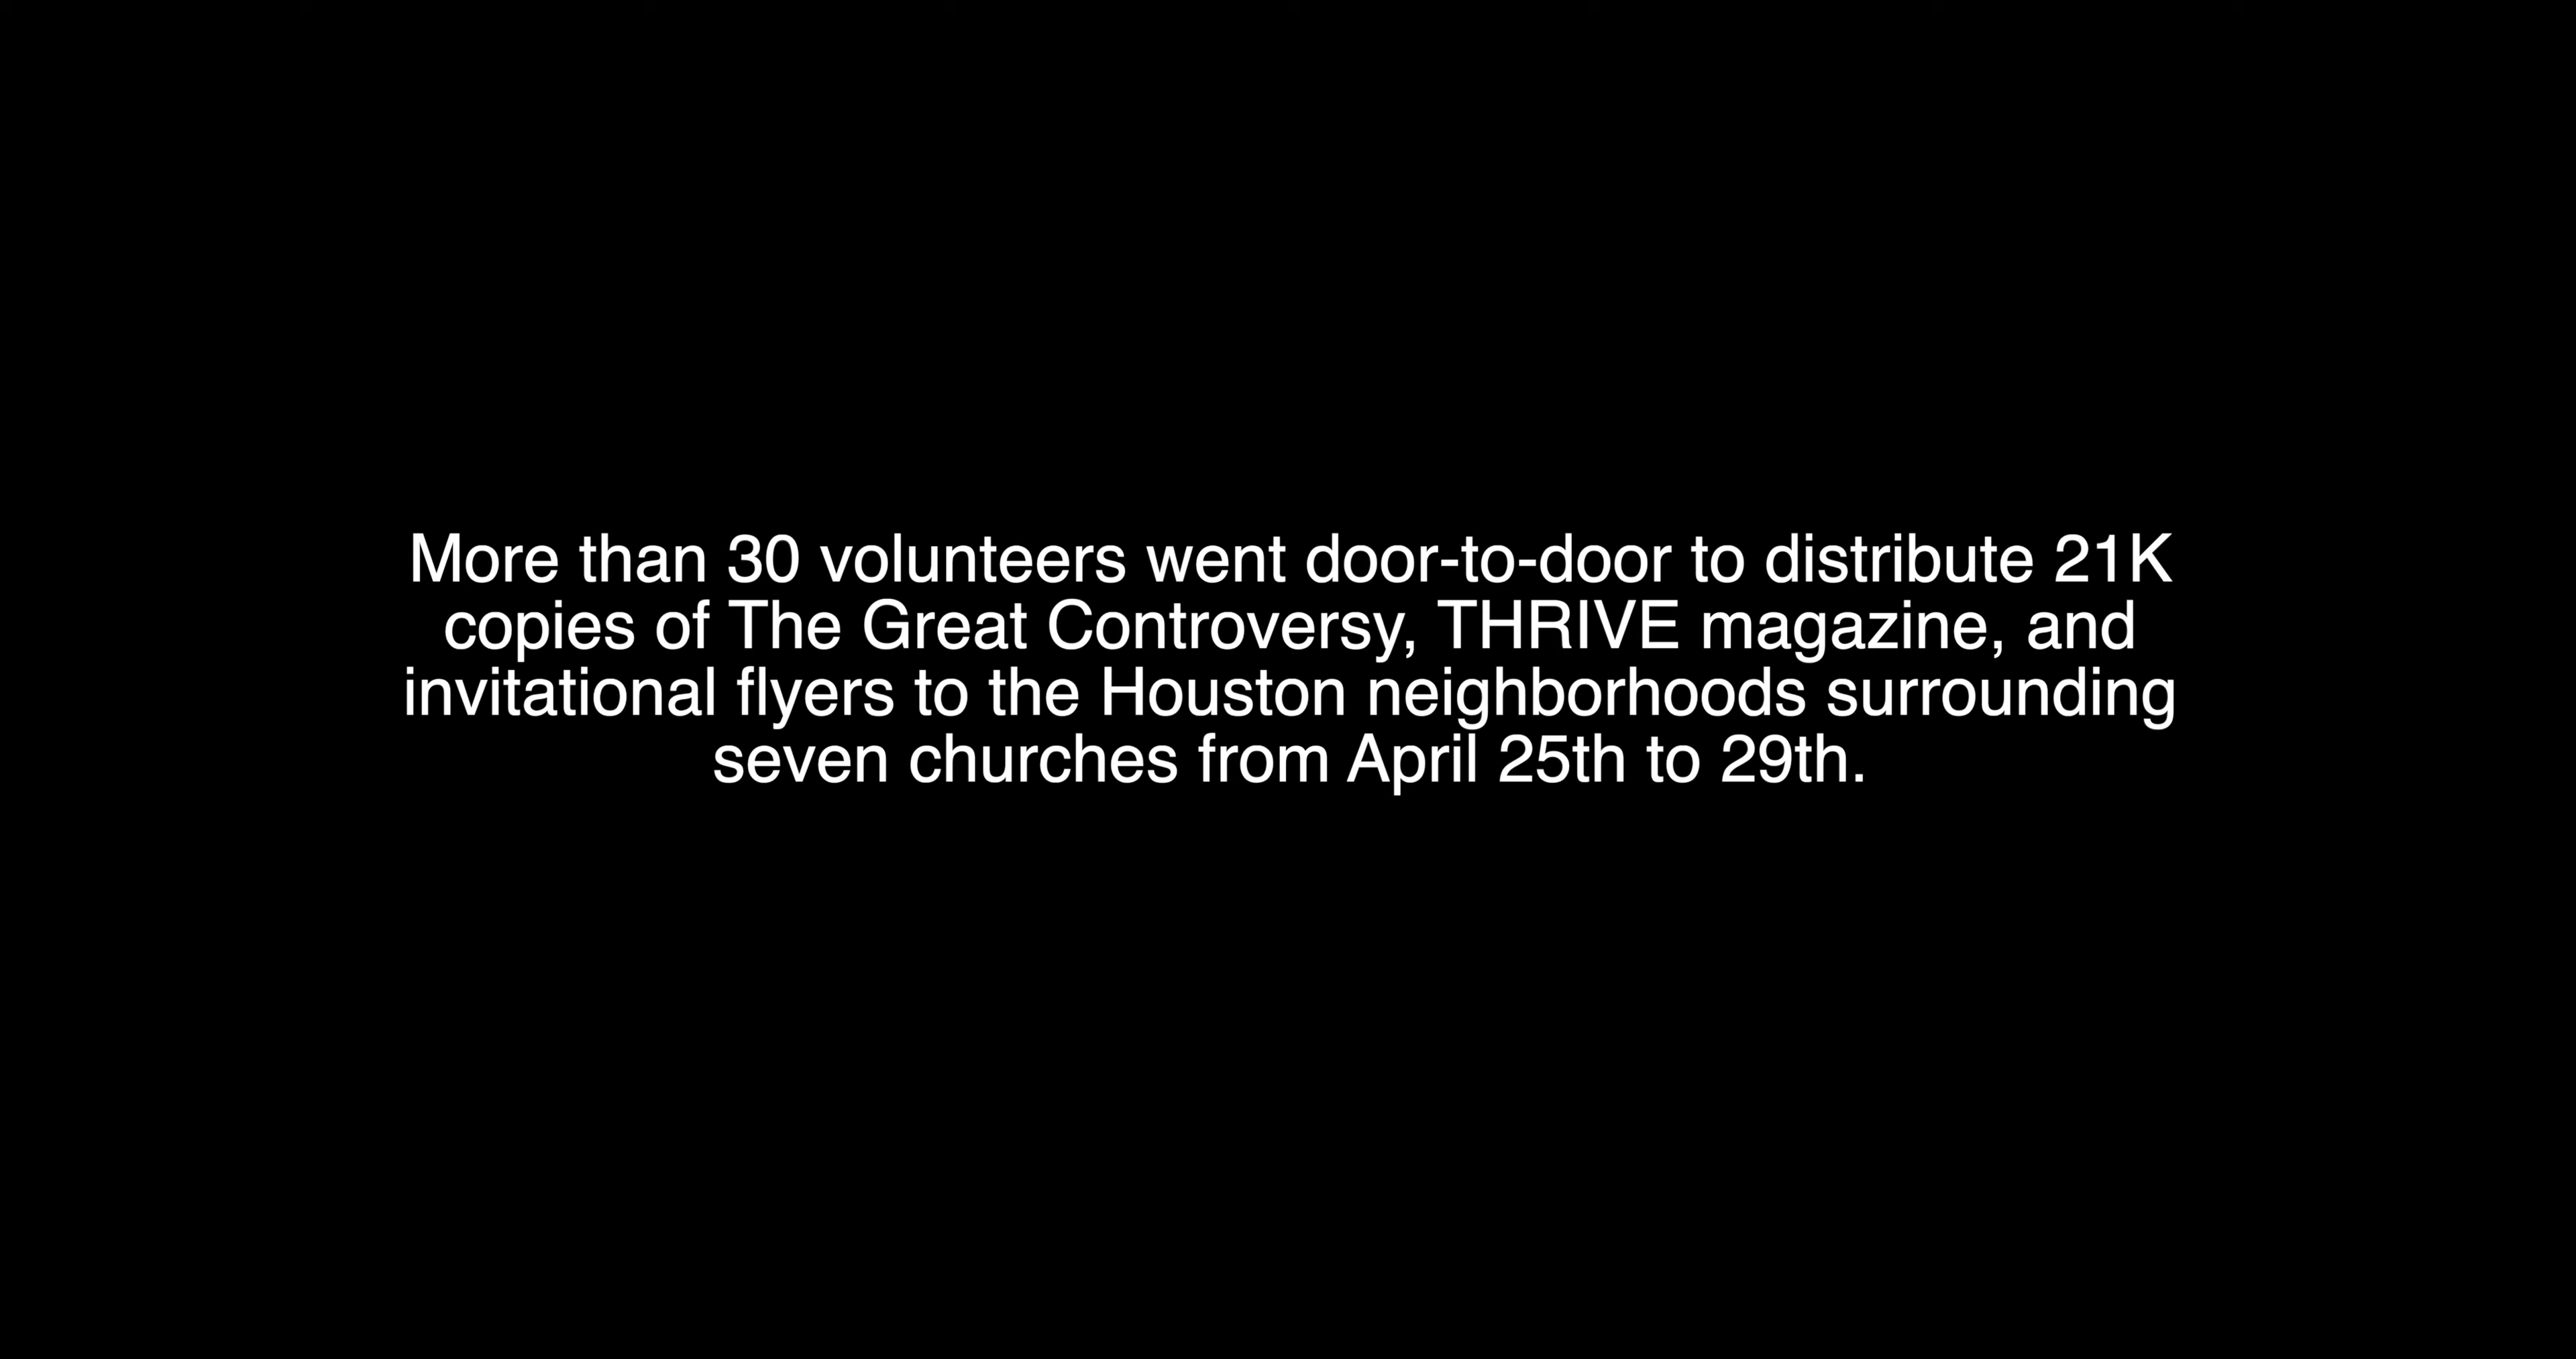 More than 30 volunteers went door-to-door to distribute 21K
copies of The Great Controversy, THRIVE magazine, and
invitational flyers to the Houston neighborhoods surrounding
seven churches from April 25th to 29th.